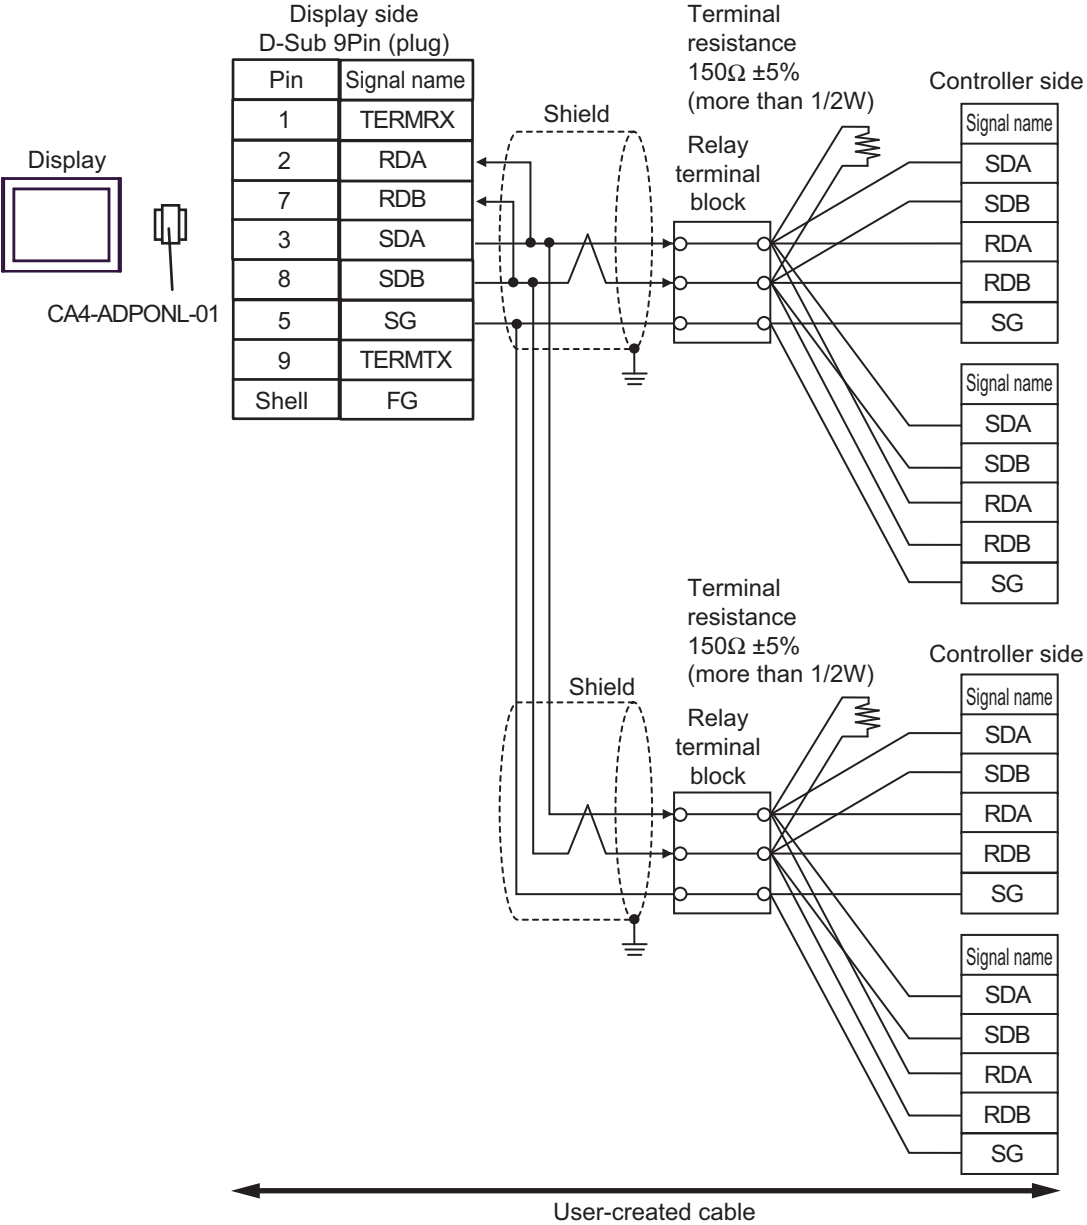 Display side
D-Sub 9Pin (plug)
Pin Signal name
1 TERMRX
2 RDA
7 RDB
3 SDA
8 SDB
5 SG
9 TERMTX
Shell FG
Display
CA4-ADPONL-01
Shield
Terminal
resistance
150Ω ±5%
(more than 1/2W)
Relay
terminal
block
Controller side
Signal name
SDA
SDB
RDA
RDB
SG
Signal name
SDA
SDB
RDA
RDB
SG
Shield
Terminal
resistance
150Ω ±5%
(more than 1/2W)
Relay
terminal
block
Controller side
Signal name
SDA
SDB
RDA
RDB
SG
Signal name
SDA
SDB
RDA
RDB
SG
User-created cable